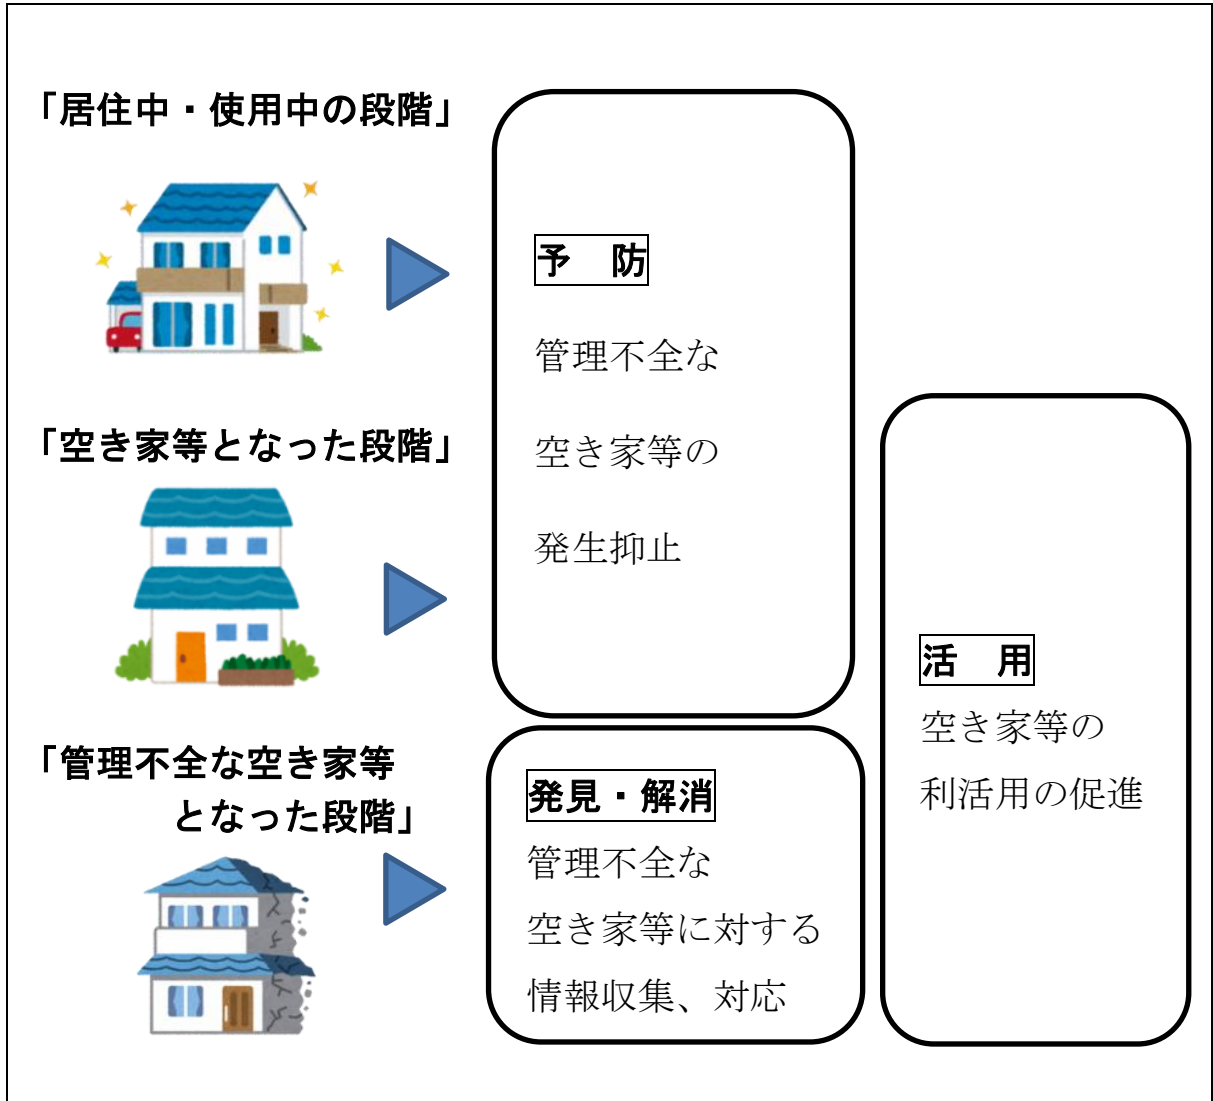 「居住中・使用中の段階」
予　防
管理不全な
空き家等の
発生抑止
「空き家等となった段階」
「管理不全な空き家等
となった段階」
発見・解消
管理不全な
空き家等に対する
情報収集、対応
活　用
空き家等の
利活用の促進